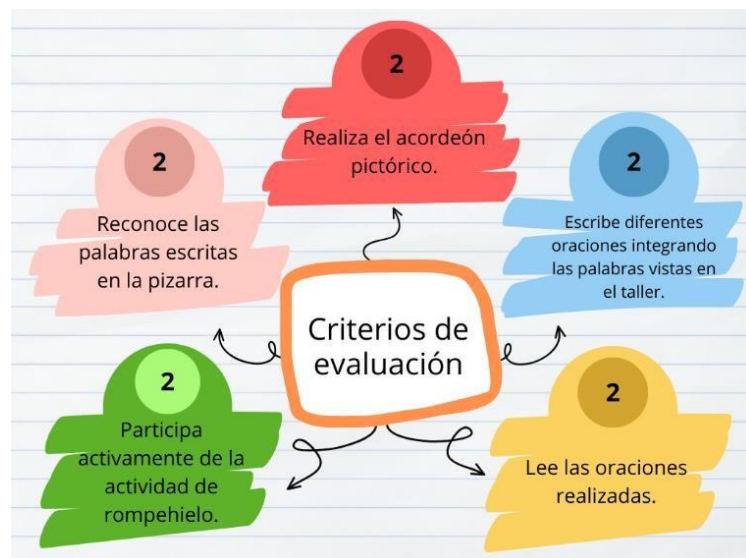 2
Realiza el acordeón
pictórico.
2
Reconoce las
palabras escritas
en la pizarra.
2
Escribe diferentes
oraciones integrando
las palabras vistas en
el taller.
Criterios de
evaluación
2
Participa
activamente de la
actividad de
rompehielo.
2
Lee las oraciones
realizadas.